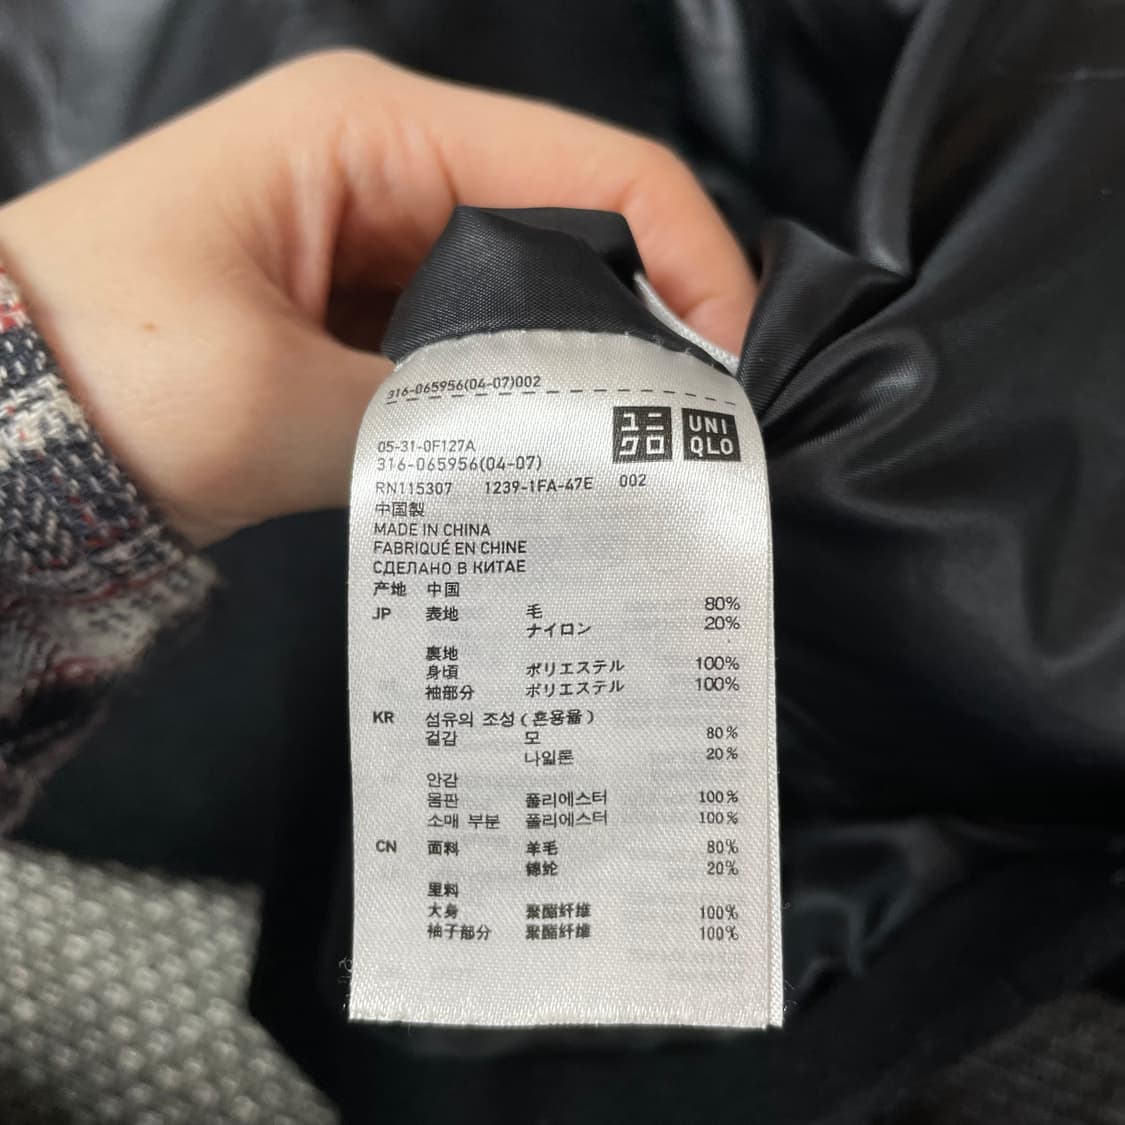 316-065956(04-07)002
ユニ
クロ
UNI
QLO
05-31-0F127A
316-065956(04-07)
RN115307 1239-1FA-47E 002
中国製
MADE IN CHINA
FABRIQUÉ EN CHINE
СДЕЛАНО В КИТАЕ
产地 中国
JP 表地 毛 80%
ナイロン 20%
裏地
身頃 ポリエステル 100%
袖部分 ポリエステル 100%
KR 섬유의 조성(혼용율)
겉감 모 80%
나일론 20%
안감
몸판 폴리에스터 100%
소매 부분 폴리에스터 100%
CN 面料 羊毛 80%
锦纶 20%
里料
大身 聚酯纤维 100%
袖子部分 聚酯纤维 100%